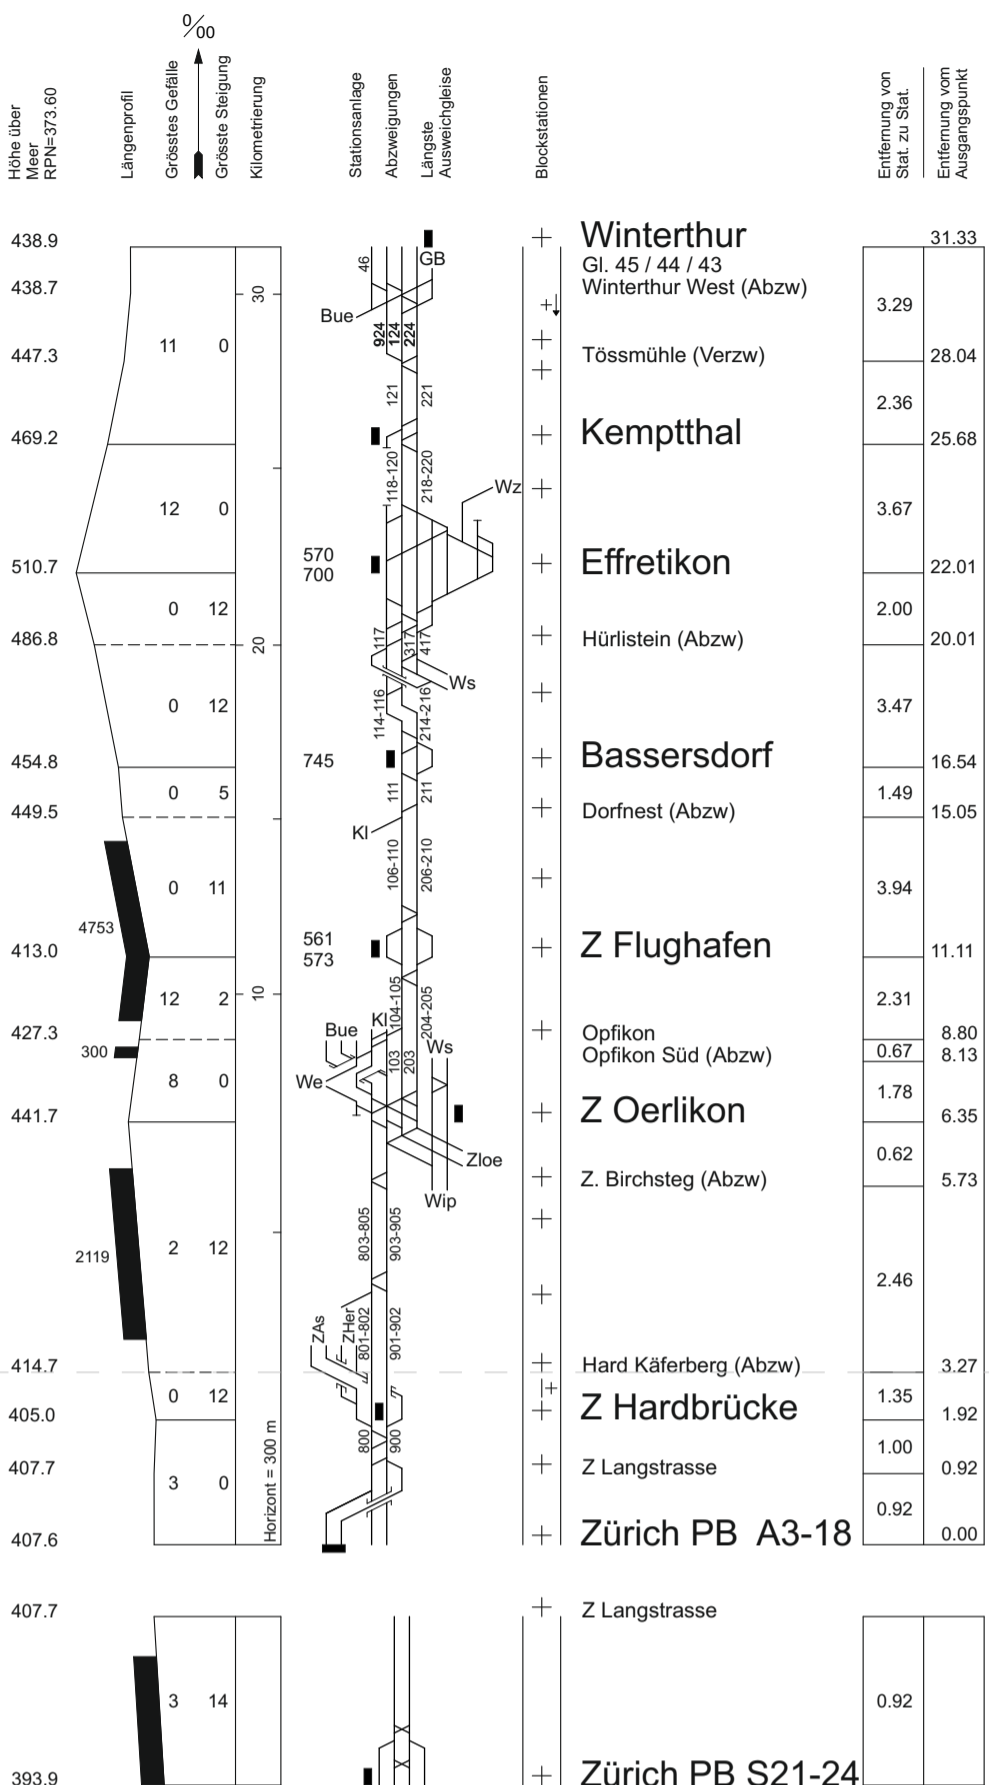 0/00
Höhe über
Meer
RPN=373.60
Längenprofil
Grösstes Gefälle
Grösste Steigung
Kilometrierung
Stationsanlage
Abzweigungen
Längste
Ausweichgleise
Blockstationen
Entfernung von
Stat. zu Stat.
Entfernung vom
Ausgangspunkt
438.9 Winterthur 31.33
46 GB Gl. 45 / 44 / 43
438.7 30 Winterthur West (Abzw)
3.29
Bue 924 124 224
11 0
447.3 Tössmühle (Verzw) 28.04
121 221 2.36
469.2 Kemptthal 25.68
118-120 218-220
Wz
12 0 3.67
510.7 570 Effretikon 22.01
700
0 12 2.00
486.8 20 117 317 417 Hürlistein (Abzw) 20.01
Ws
0 12 114-116 214-216 3.47
454.8 745 Bassersdorf 16.54
0 5 111 211 1.49
449.5 Dorfnest (Abzw) 15.05
Kl
106-110 206-210
0 11 3.94
4753
413.0 561 Z Flughafen 11.11
573
12 2 10 104-105 204-205 2.31
427.3 Bue Kl Opfikon 8.80
300 103 203 Ws Opfikon Süd (Abzw) 0.67 8.13
8 0 We 1.78
441.7 Z Oerlikon 6.35
0.62
Zloe
Z. Birchsteg (Abzw) 5.73
Wip
2119 2 12 803-805 903-905
2.46
ZAs ZHer 801-802 901-902
414.7 Hard Käferberg (Abzw) 3.27
0 12 1.35
405.0 Z Hardbrücke 1.92
800 900 1.00
407.7 Z Langstrasse 0.92
3 0 Horizont = 300 m
0.92
407.6 Zürich PB A3-18 0.00
407.7 Z Langstrasse
3 14 0.92
393.9 Zürich PB S21-24